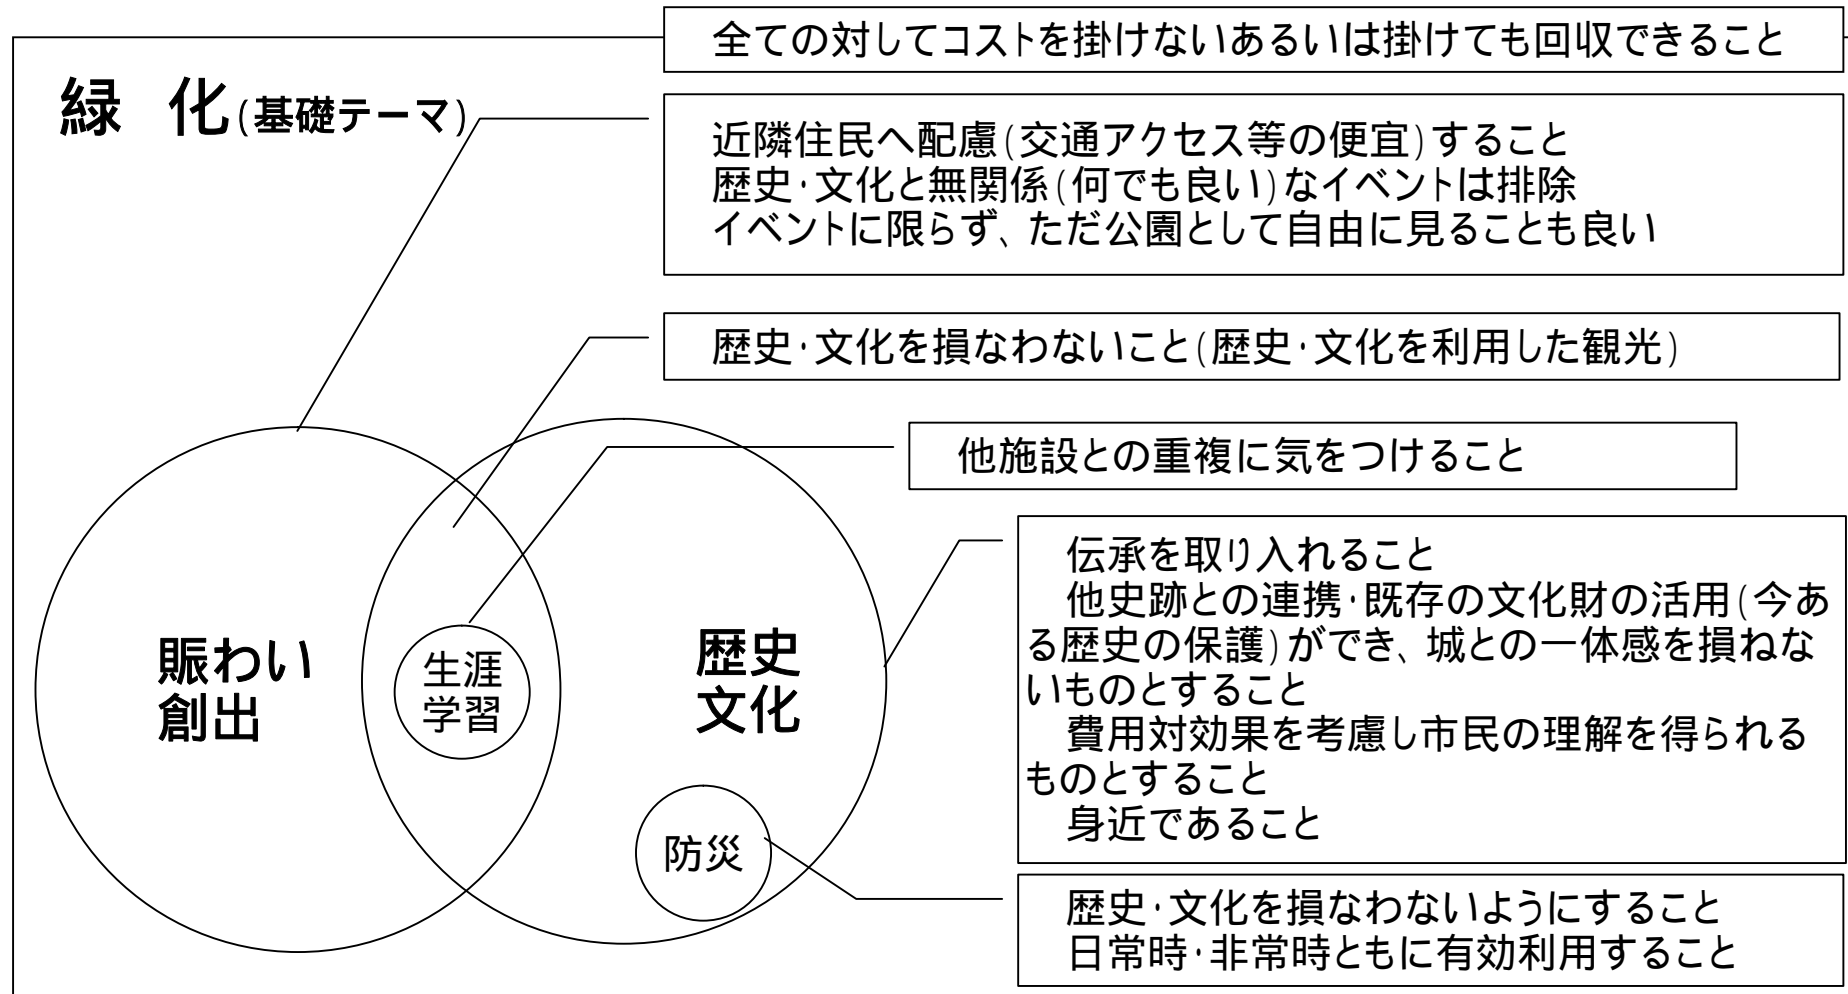 全ての対してコストを掛けないあるいは掛けても回収できること
緑 化(基礎テーマ)
近隣住民へ配慮(交通アクセス等の便宜)すること
歴史・文化と無関係(何でも良い)なイベントは排除
イベントに限らず、ただ公園として自由に見ることも良い
歴史・文化を損なわないこと(歴史・文化を利用した観光)
他施設との重複に気をつけること
伝承を取り入れること
他史跡との連携・既存の文化財の活用(今あ
る歴史の保護)ができ、城との一体感を損ねな
いものとすること
費用対効果を考慮し市民の理解を得られる
ものとすること
身近であること
賑わい
創出
生涯
学習
歴史
文化
防災
歴史・文化を損なわないようにすること
日常時・非常時ともに有効利用すること